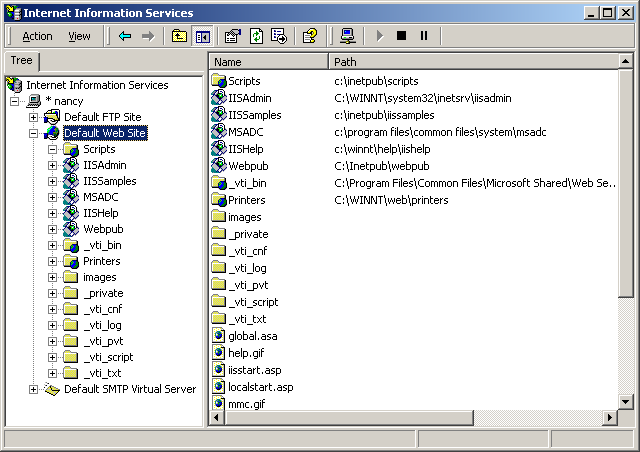 Internet Information Services
Action View
Tree
Internet Information Services
* nancy
Default FTP Site
Default Web Site
Scripts
IISAdmin
IISSamples
MSADC
IISHelp
Webpub
_vti_bin
Printers
images
_private
_vti_cnf
_vti_log
_vti_pvt
_vti_script
_vti_txt
Default SMTP Virtual Server
Name Path
Scripts c:\inetpub\scripts
IISAdmin C:\WINNT\system32\inetsrv\iisadmin
IISSamples c:\inetpub\iissamples
MSADC c:\program files\common files\system\msadc
IISHelp c:\winnt\help\iishelp
Webpub C:\Inetpub\webpub
_vti_bin C:\Program Files\Common Files\Microsoft Shared\Web Se...
Printers C:\WINNT\web\printers
images
_private
_vti_cnf
_vti_log
_vti_pvt
_vti_script
_vti_txt
global.asa
help.gif
iisstart.asp
localstart.asp
mmc.gif